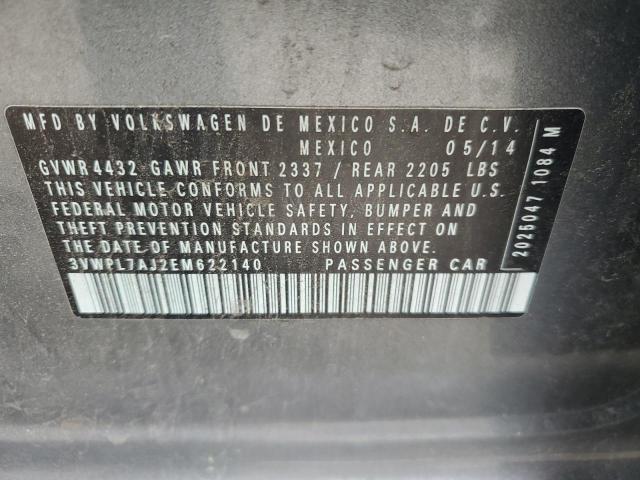 MFD BY VOLKSWAGEN DE MEXICO S.A. DE C.V.
MEXICO 05/14
GVWR4432 GAWR FRONT 2337 / REAR 2205 LBS
THIS VEHICLE CONFORMS TO ALL APPLICABLE U.S.
FEDERAL MOTOR VEHICLE SAFETY, BUMPER AND
THEFT PREVENTION STANDARDS IN EFFECT ON
THE DATE OF MANUFACTURE SHOWN ABOVE.
3VWPL7AJ2EM622140 PASSENGER CAR
2025047 1084 M